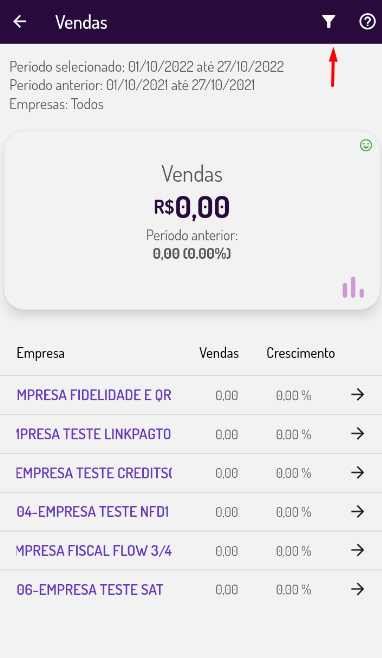 Vendas
Período selecionado: 01/10/2022 até 27/10/2022
Período anterior: 01/10/2021 até 27/10/2021
Empresas: Todos
Vendas
R$0,00
Período anterior:
0,00 (0.00%)
Empresa Vendas Crescimento
MPRESA FIDELIDADE E QR 0,00 0,00 %
MPRESA TESTE LINKPAGTO 0,00 0,00 %
EMPRESA TESTE CREDITSC 0,00 0,00 %
04-EMPRESA TESTE NFD1 0,00 0,00 %
MPRESA FISCAL FLOW 3/4 0,00 0,00 %
06-EMPRESA TESTE SAT 0,00 0,00 %